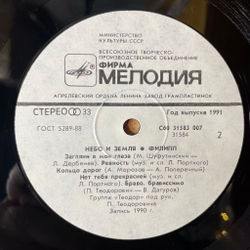 МИНИСТЕРСТВО
КУЛЬТУРЫ СССР
ВСЕСОЮЗНОЕ ТВОРЧЕСКО-
ПРОИЗВОДСТВЕННОЕ ОБЪЕДИНЕНИЕ
ФИРМА
МЕЛОДИЯ
АПРЕЛЕВСКИЙ ОРДЕНА ЛЕНИНА ЗАВОД ГРАМПЛАСТИНОК
СТЕРЕО 33
Год выпуска 1991
ГОСТ 5289-88
С60 31583 007
31584
2
НЕБО И ЗЕМЛЯ • ФИЛИПП
Загляни в мои глаза (М. Шуфутинский —
Л. Дербенев). Ревность (муз. и сл. Л. Портного)
Кольцо дорог (А. Морозов — А. Поперечный)
Нет тебя прекрасней (муз. и сл.
Л. Портного). Браво, брависсимо
(П. Теодорович — В. Дагуров)
Группа «Теодор» под рук.
П. Теодоровича
Запись 1990 г.